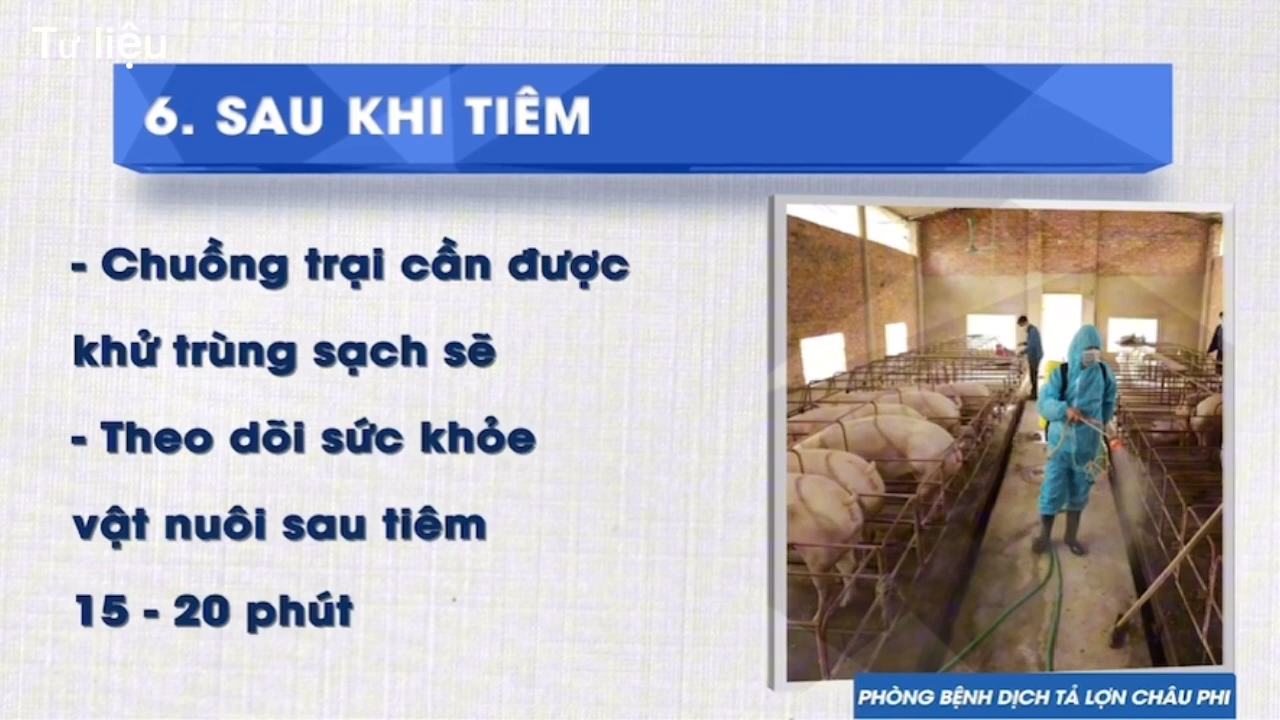 Tư liệu
6. SAU KHI TIÊM
- Chuồng trại cần được
khử trùng sạch sẽ
- Theo dõi sức khỏe
vật nuôi sau tiêm
15 - 20 phút
PHÒNG BỆNH DỊCH TẢ LỢN CHÂU PHI